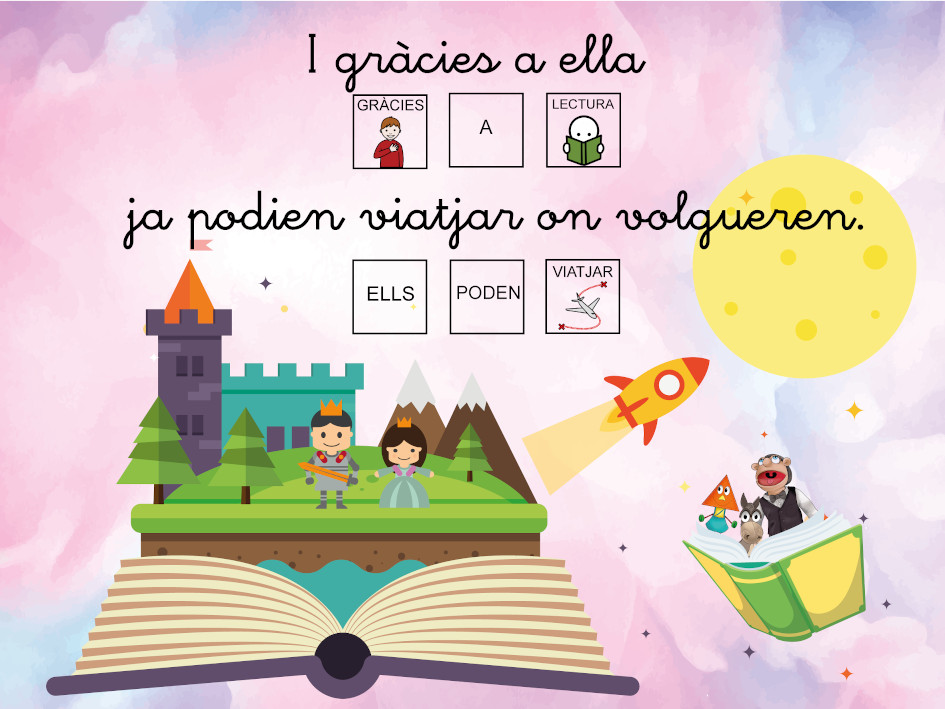 I gràcies a ella
GRÀCIES A LECTURA
ja podien viatjar on volgueren.
ELLS PODEN VIATJAR